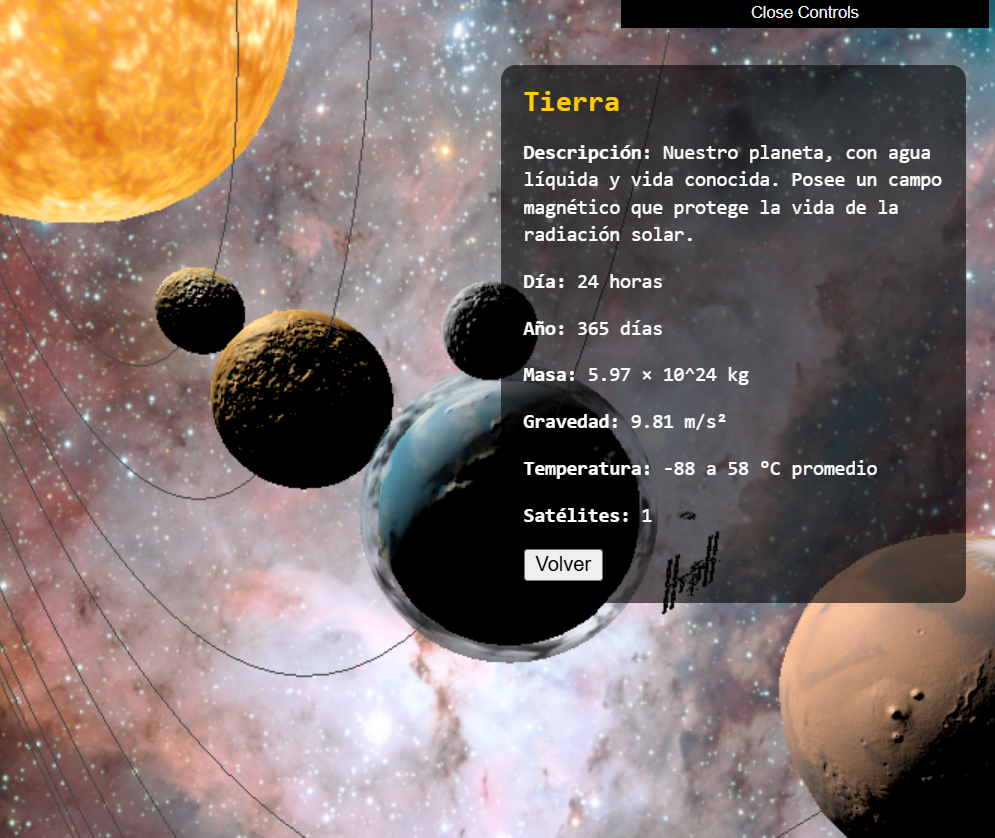 Close Controls
Tierra
Descripción: Nuestro planeta, con agua
líquida y vida conocida. Posee un campo
magnético que protege la vida de la
radiación solar.
Día: 24 horas
Año: 365 días
Masa: 5.97 × 10^24 kg
Gravedad: 9.81 m/s²
Temperatura: -88 a 58 °C promedio
Satélites: 1
Volver